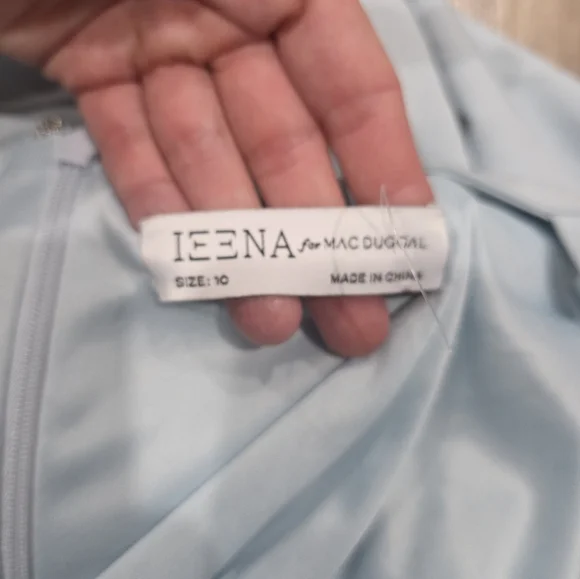 IEENA for MAC DUGGAL
SIZE: 10 MADE IN CHINA